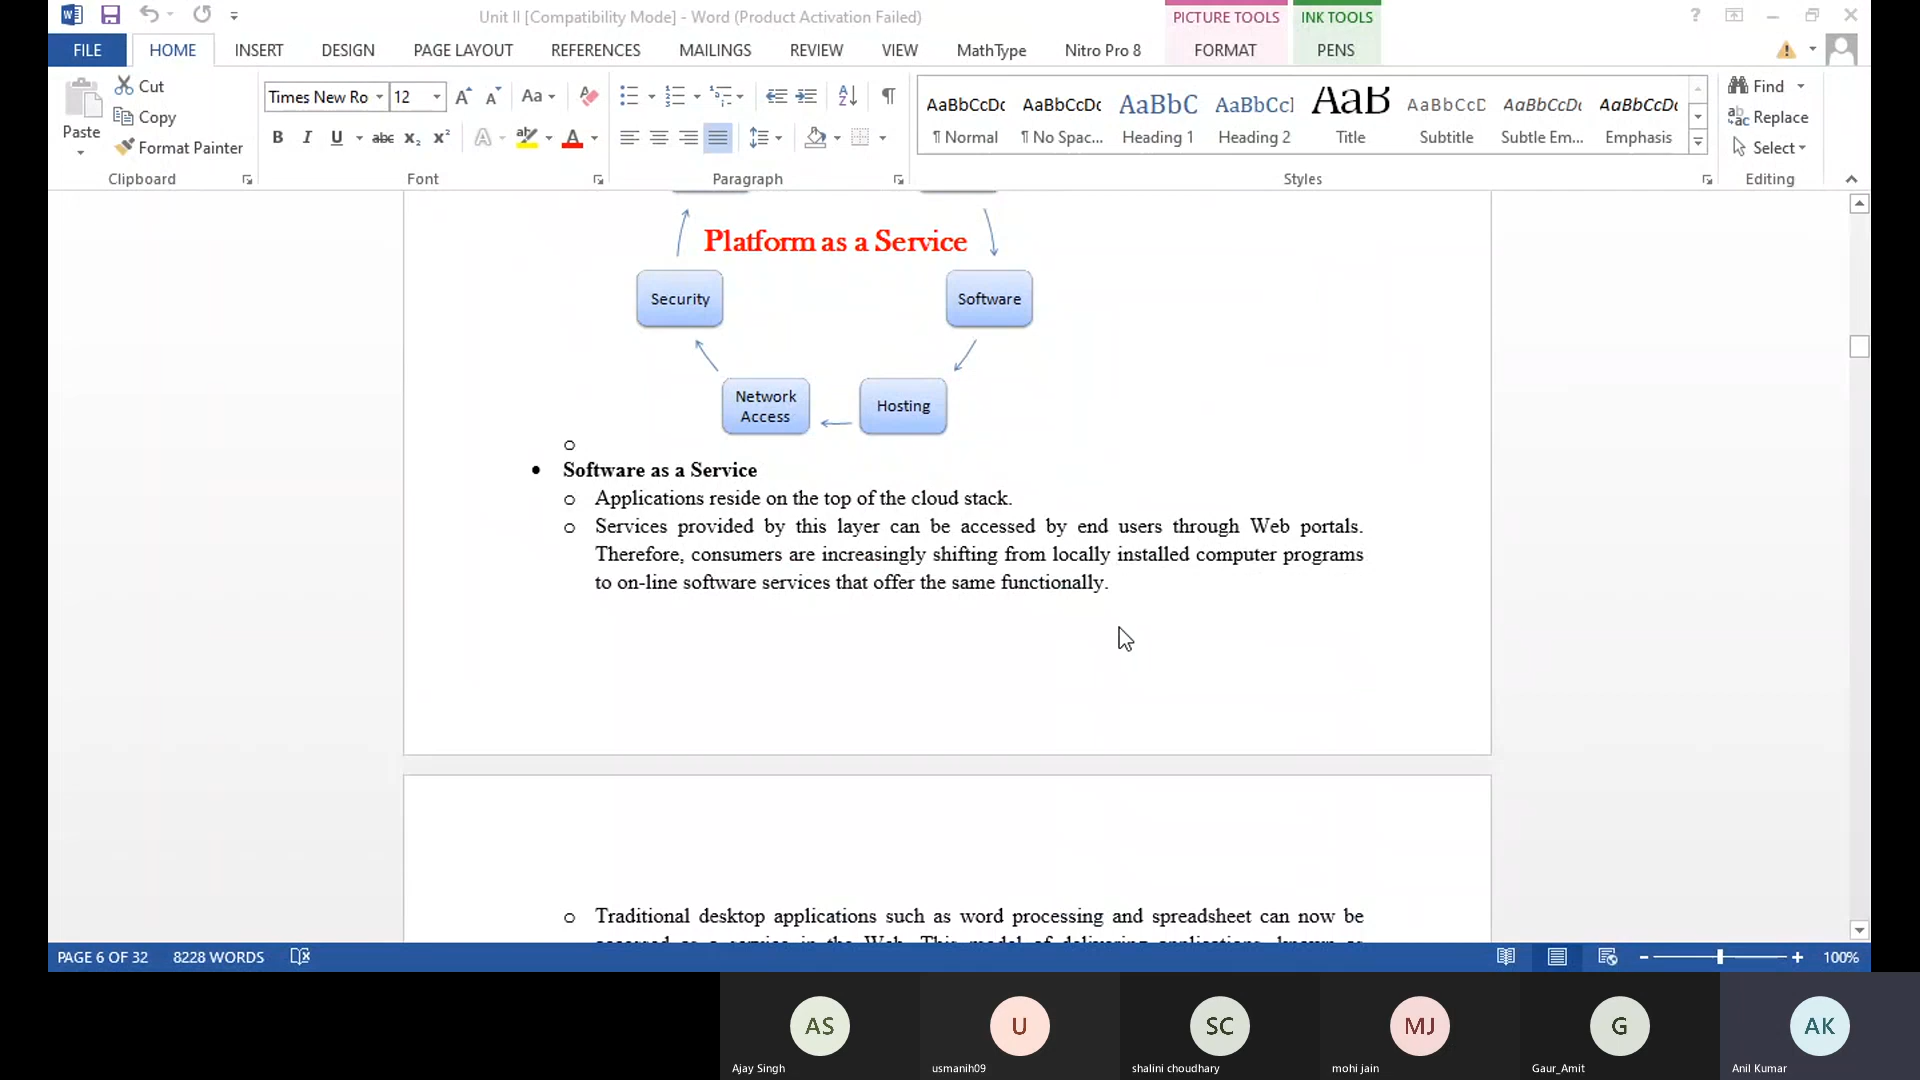 Unit II [Compatibility Mode] - Word (Product Activation Failed)
PICTURE TOOLS
INK TOOLS
?
FILE
HOME
INSERT
DESIGN
PAGE LAYOUT
REFERENCES
MAILINGS
REVIEW
VIEW
MathType
Nitro Pro 8
FORMAT
PENS
Paste
Cut
Copy
Format Painter
Clipboard
Times New Ro
12
Aa
B I U abc x₂ x²
Font
Paragraph
AaBbCcDc
¶ Normal
AaBbCcDc
¶ No Spac...
AaBbC
Heading 1
AaBbCcl
Heading 2
AaB
Title
AaBbCcD
Subtitle
AaBbCcDc
Subtle Em...
AaBbCcDc
Emphasis
Styles
Find
Replace
Select
Editing
Platform as a Service
Security
Software
Network
Access
Hosting
o
• Software as a Service
o Applications reside on the top of the cloud stack.
o Services provided by this layer can be accessed by end users through Web portals.
Therefore, consumers are increasingly shifting from locally installed computer programs
to on-line software services that offer the same functionally.
o Traditional desktop applications such as word processing and spreadsheet can now be
PAGE 6 OF 32
8228 WORDS
100%
AS
U
SC
MJ
G
AK
Ajay Singh
usmanih09
shalini choudhary
mohi jain
Gaur_Amit
Anil Kumar